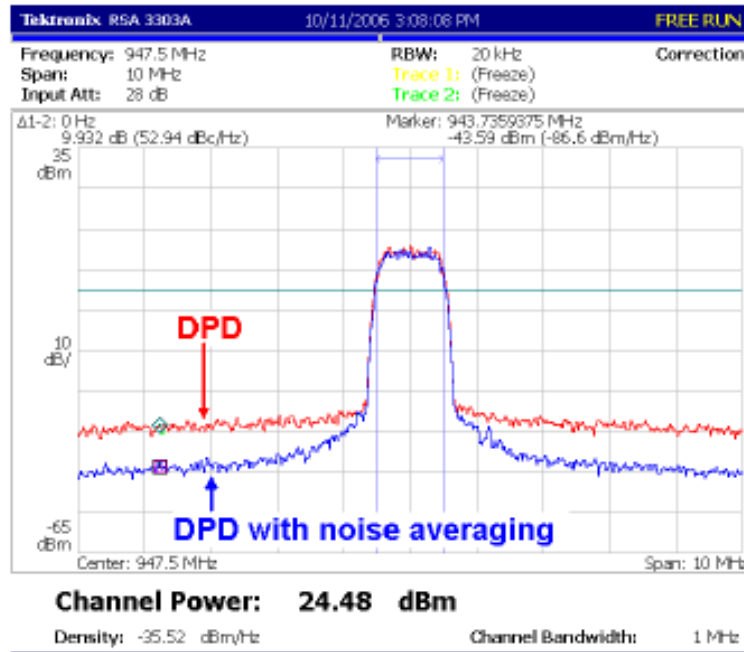 Tektronix RSA 3303A 10/11/2006 3:08:08 PM FREE RUN
Frequency: 947.5 MHz RBW: 20 kHz Correction
Span: 10 MHz Trace 1: (Freeze)
Input Att: 28 dB Trace 2: (Freeze)
Δ1-2: 0 Hz Marker: 943.7359375 MHz
9.932 dB (52.94 dBc/Hz) -43.59 dBm (-86.6 dBm/Hz)
35
dBm
DPD
10
dB/
DPD with noise averaging
-65
dBm
Center: 947.5 MHz Span: 10 MHz
Channel Power: 24.48 dBm
Density: -35.52 dBm/Hz Channel Bandwidth: 1 MHz